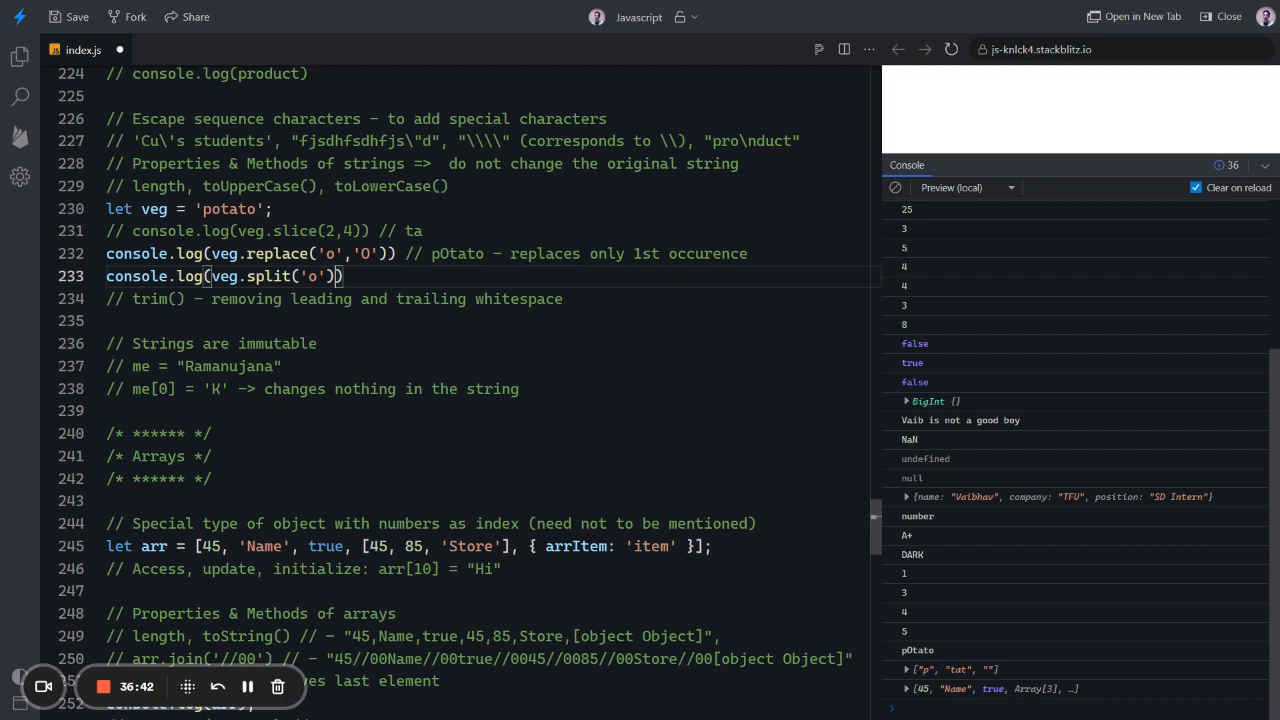 Save Fork Share Javascript Open in New Tab Close
JS index.js js-knlck4.stackblitz.io
224 // console.log(product)
225
226 // Escape sequence characters - to add special characters
227 // 'Cu\'s students', "fjsdhfsdhfjs\"d", "\\\\" (corresponds to \\), "pro\nduct"
228 // Properties & Methods of strings => do not change the original string
229 // length, toUpperCase(), toLowerCase()
230 let veg = 'potato';
231 // console.log(veg.slice(2,4)) // ta
232 console.log(veg.replace('o','O')) // pOtato - replaces only 1st occurence
233 console.log(veg.split('o'))
234 // trim() - removing leading and trailing whitespace
235
236 // Strings are immutable
237 // me = "Ramanujana"
238 // me[0] = 'K' -> changes nothing in the string
239
240 /* ****** */
241 /* Arrays */
242 /* ****** */
243
244 // Special type of object with numbers as index (need not to be mentioned)
245 let arr = [45, 'Name', true, [45, 85, 'Store'], { arrItem: 'item' }];
246 // Access, update, initialize: arr[10] = "Hi"
247
248 // Properties & Methods of arrays
249 // length, toString() // - "45,Name,true,45,85,Store,[object Object]",
250 // arr.join('//00') // - "45//00Name//00true//0045//0085//00Store//00[object Object]"
last element
252
36:42
Console 36
Preview (local) Clear on reload
25
3
5
4
4
3
8
false
true
false
BigInt {}
Vaib is not a good boy
NaN
undefined
null
{name: "Vaibhav", company: "TFU", position: "SD Intern"}
number
A+
DARK
1
3
4
5
pOtato
["p", "tat", ""]
[45, "Name", true, Array[3], …]